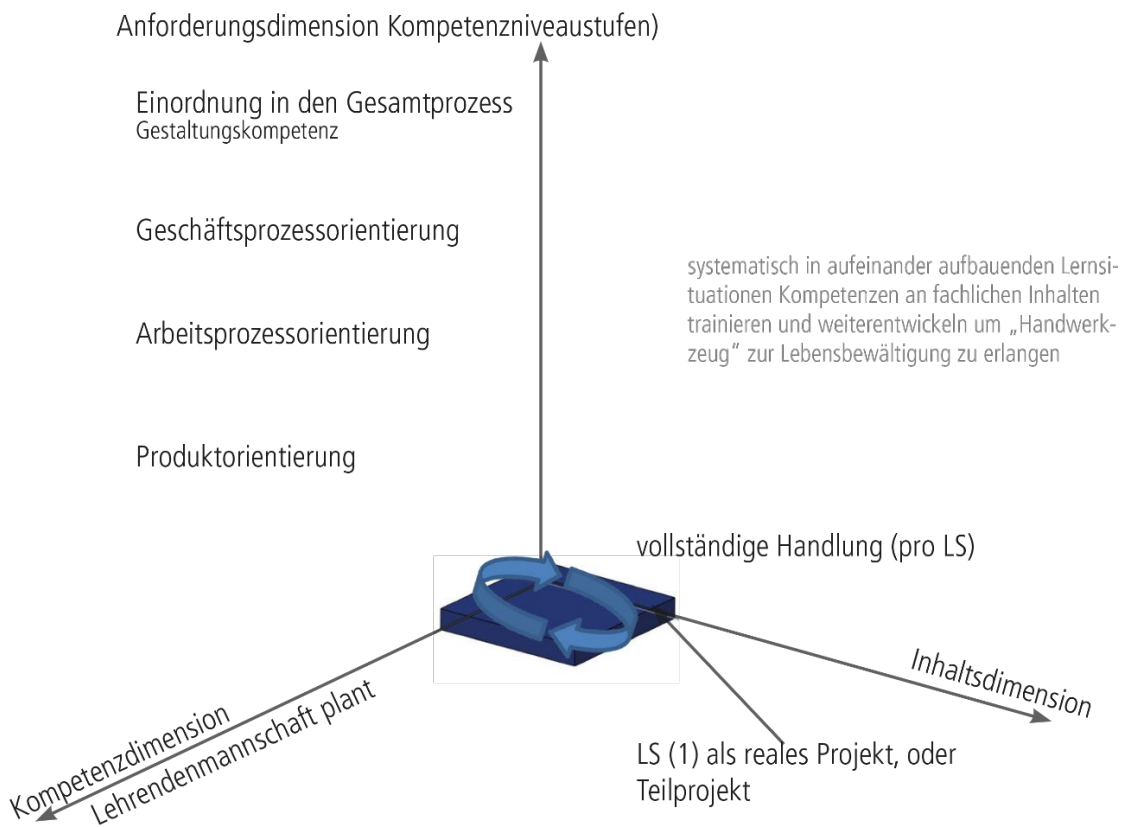 Anforderungsdimension Kompetenzniveaustufen)
Einordnung in den Gesamtprozess
Gestaltungskompetenz
Geschäftsprozessorientierung
systematisch in aufeinander aufbauenden Lernsi-
tuationen Kompetenzen an fachlichen Inhalten
trainieren und weiterentwickeln um „Handwerk-
zeug“ zur Lebensbewältigung zu erlangen
Arbeitsprozessorientierung
Produktorientierung
vollständige Handlung (pro LS)
Inhaltsdimension
Kompetenzdimension
Lehrendenmannschaft plant
LS (1) als reales Projekt, oder
Teilprojekt